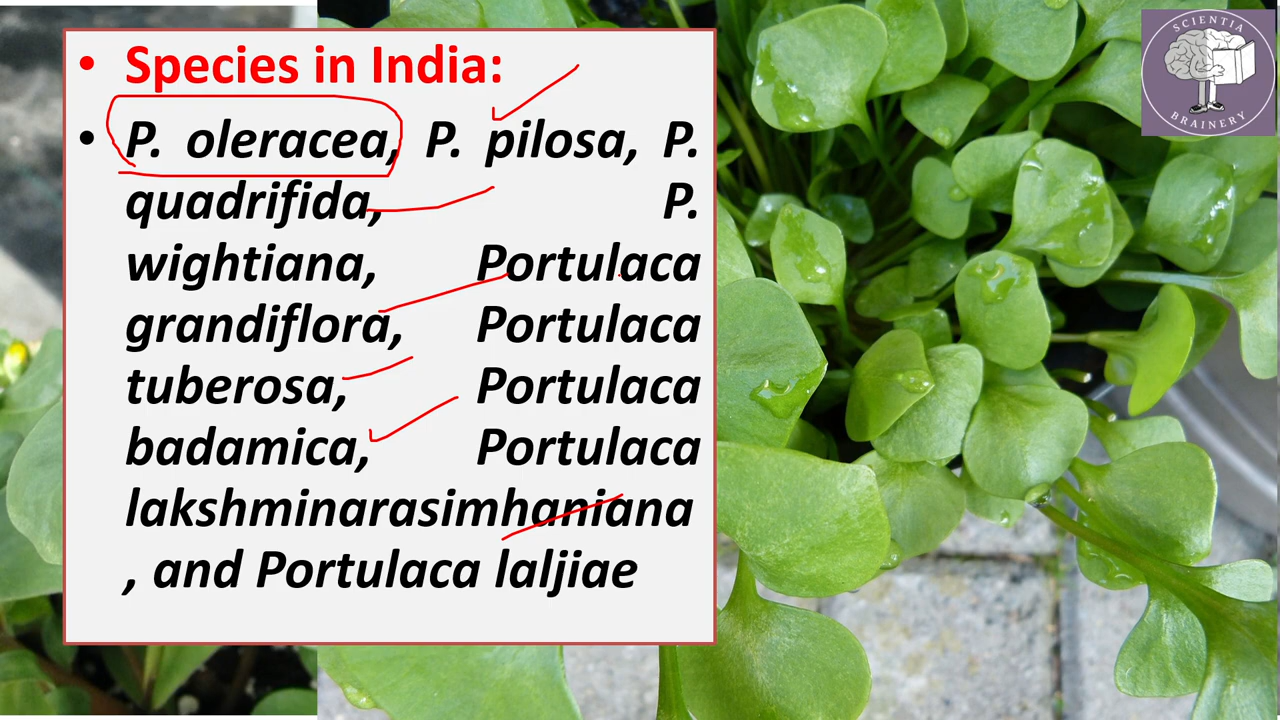 • Species in India:
• P. oleracea, P. pilosa, P.
quadrifida, P.
wightiana, Portulaca
grandiflora, Portulaca
tuberosa, Portulaca
badamica, Portulaca
lakshminarasimhaniana
, and Portulaca laljiae
SCIENTIA
BRAINERY